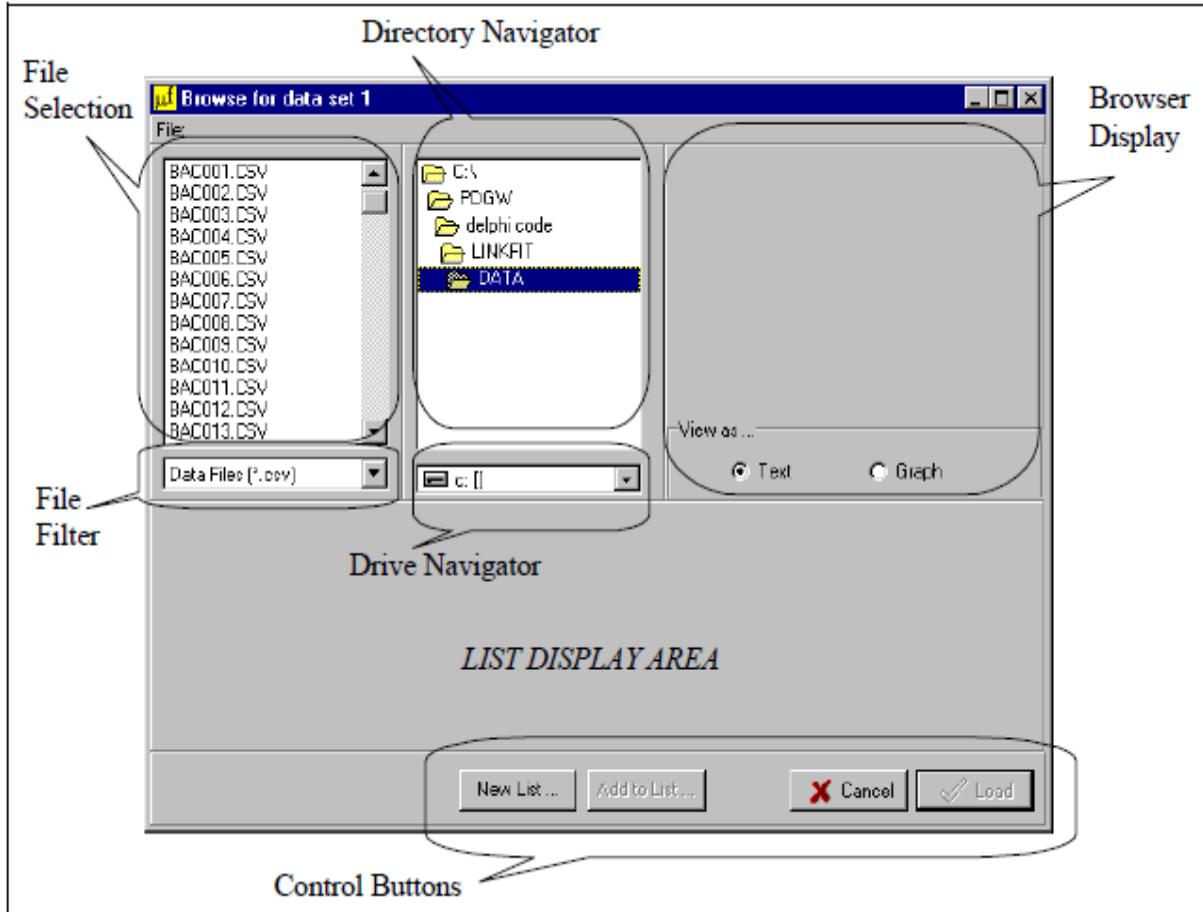 Directory Navigator
File
Selection
Browser
Display
µf Browse for data set 1
File:
BAC001.CSV
BAC002.CSV
BAC003.CSV
BAC004.CSV
BAC005.CSV
BAC006.CSV
BAC007.CSV
BAC008.CSV
BAC009.CSV
BAC010.CSV
BAC011.CSV
BAC012.CSV
BAC013.CSV
C:\
PDGW
delphi code
LINKFIT
DATA
View as ...
Text
Graph
Data Files (*.csv)
c: []
File
Filter
Drive Navigator
LIST DISPLAY AREA
New List ...
Add to List ...
Cancel
Load
Control Buttons